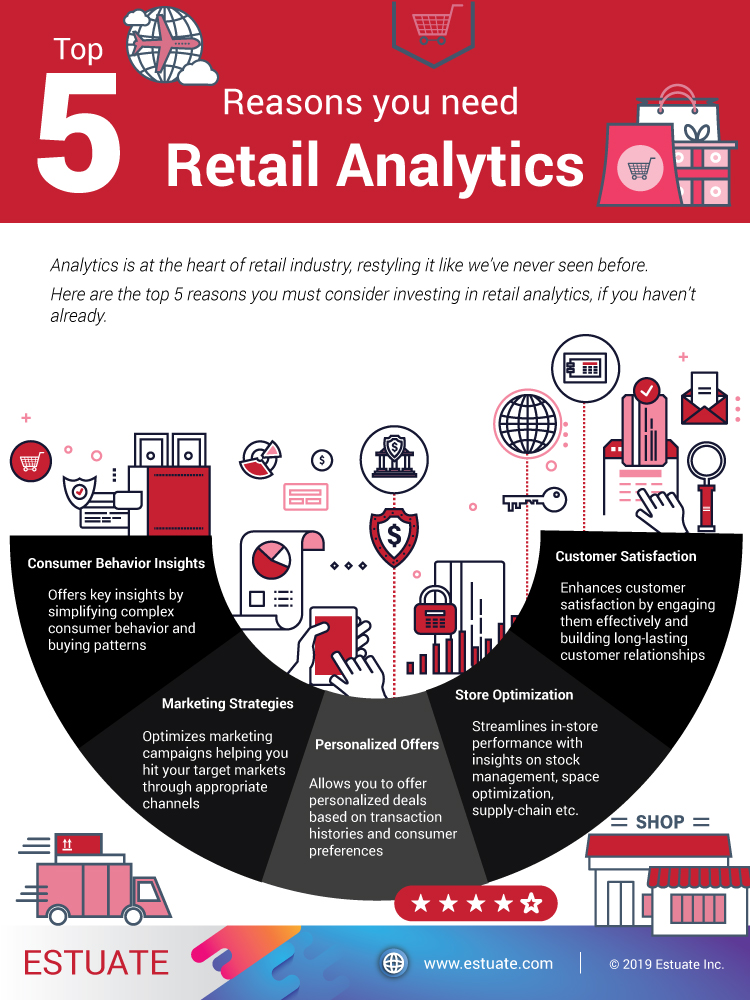 Top
5
Reasons you need
Retail Analytics
Analytics is at the heart of retail industry, restyling it like we've never seen before.
Here are the top 5 reasons you must consider investing in retail analytics, if you haven't
already.
$
$
Consumer Behavior Insights
Offers key insights by
simplifying complex
consumer behavior and
buying patterns
Marketing Strategies
Optimizes marketing
campaigns helping you
hit your target markets
through appropriate
channels
Personalized Offers
Allows you to offer
personalized deals
based on transaction
histories and consumer
preferences
Store Optimization
Streamlines in-store
performance with
insights on stock
management, space
optimization,
supply-chain etc.
Customer Satisfaction
Enhances customer
satisfaction by engaging
them effectively and
building long-lasting
customer relationships
SHOP
ESTUATE
www.estuate.com
© 2019 Estuate Inc.